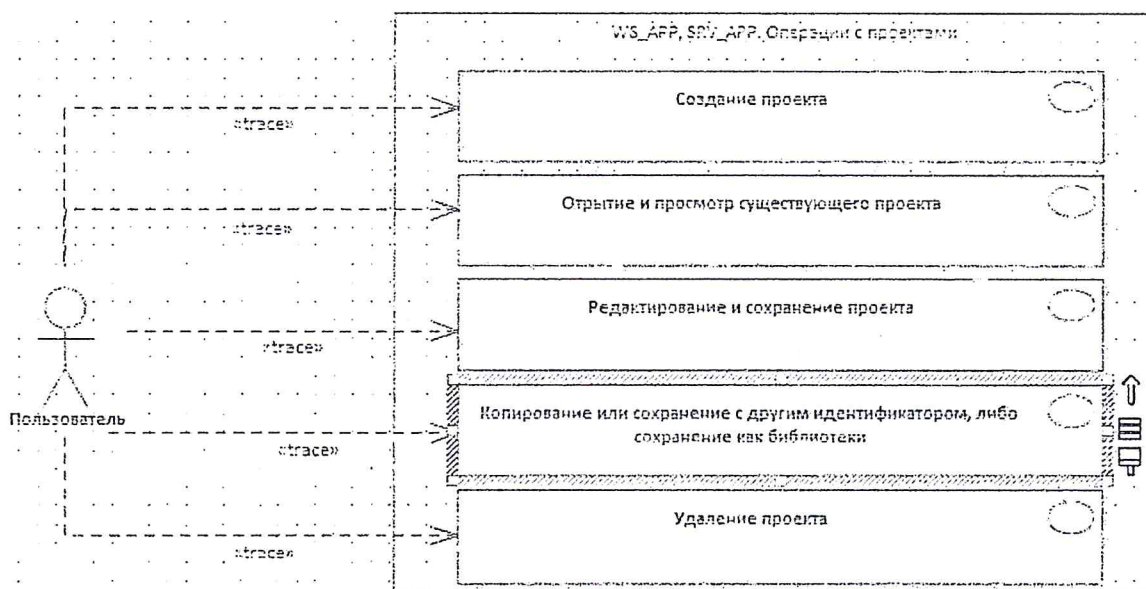 WS_APP, SRV_APP. Операции с проектами
Создание проекта
«trace»
Отрытие и просмотр существующего проекта
«trace»
Редактирование и сохранение проекта
«trace»
Пользователь
Копирование или сохранение с другим идентификатором, либо
сохранение как библиотеки
«trace»
Удаление проекта
«trace»